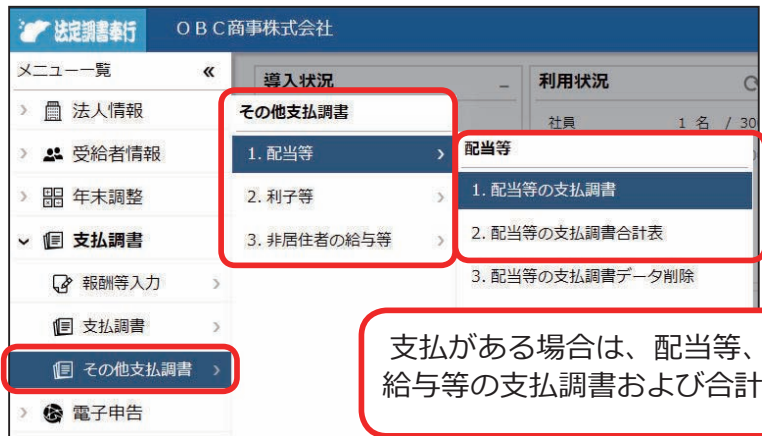 法定調書奉行 ＯＢＣ商事株式会社
メニュー一覧 «
導入状況 －
利用状況
社員 1 名 / 30
法人情報
受給者情報
年末調整
支払調書
報酬等入力
支払調書
その他支払調書
電子申告
その他支払調書
1. 配当等
2. 利子等
3. 非居住者の給与等
配当等
1. 配当等の支払調書
2. 配当等の支払調書合計表
3. 配当等の支払調書データ削除
支払がある場合は、配当等、
給与等の支払調書および合計